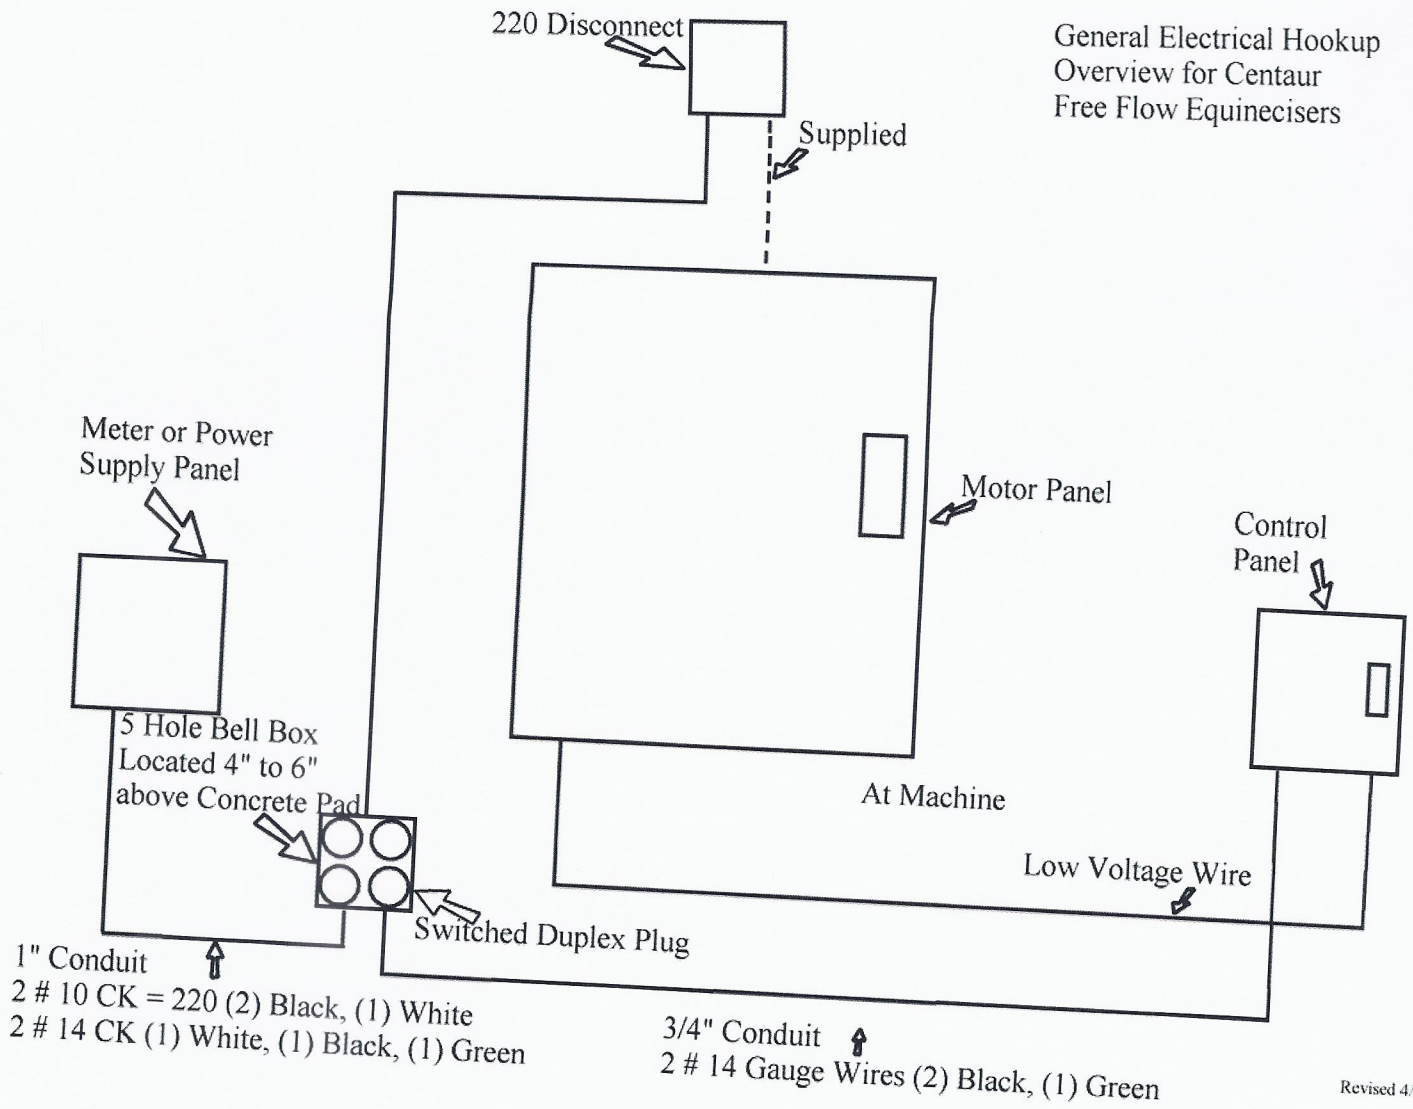 220 Disconnect
General Electrical Hookup
Overview for Centaur
Free Flow Equinecisers
Supplied
Meter or Power
Supply Panel
Motor Panel
Control
Panel
5 Hole Bell Box
Located 4" to 6"
above Concrete Pad
At Machine
Low Voltage Wire
Switched Duplex Plug
1" Conduit
2 # 10 CK = 220 (2) Black, (1) White
2 # 14 CK (1) White, (1) Black, (1) Green
3/4" Conduit
2 # 14 Gauge Wires (2) Black, (1) Green
Revised 4/